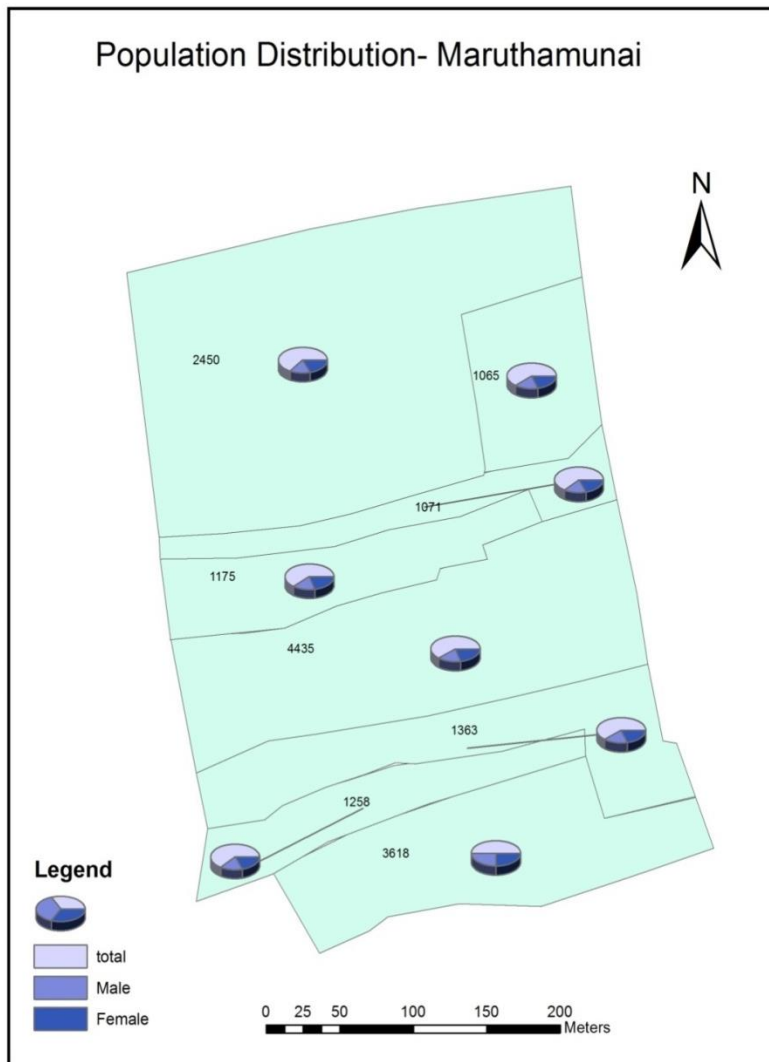 Population Distribution- Maruthamunai
N
2450
1065
1071
1175
4435
1363
1258
3618
Legend
total
Male
Female
0 25 50 100 150 200
Meters